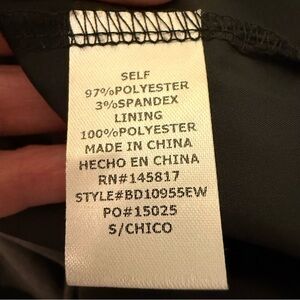 SELF
97%POLYESTER
3%SPANDEX
LINING
100%POLYESTER
MADE IN CHINA
HECHO EN CHINA
RN#145817
STYLE#BD10955EW
PO#15025
S/CHICO